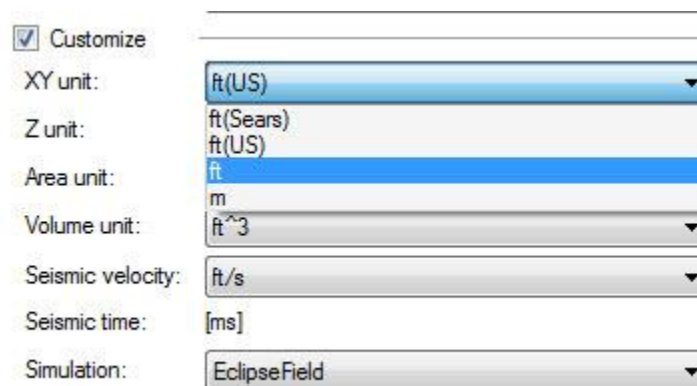 Customize
XY unit: ft(US)
ft(Sears)
Z unit: ft(US)
ft
Area unit:
m
Volume unit: ft^3
Seismic velocity: ft/s
Seismic time: [ms]
Simulation: EclipseField